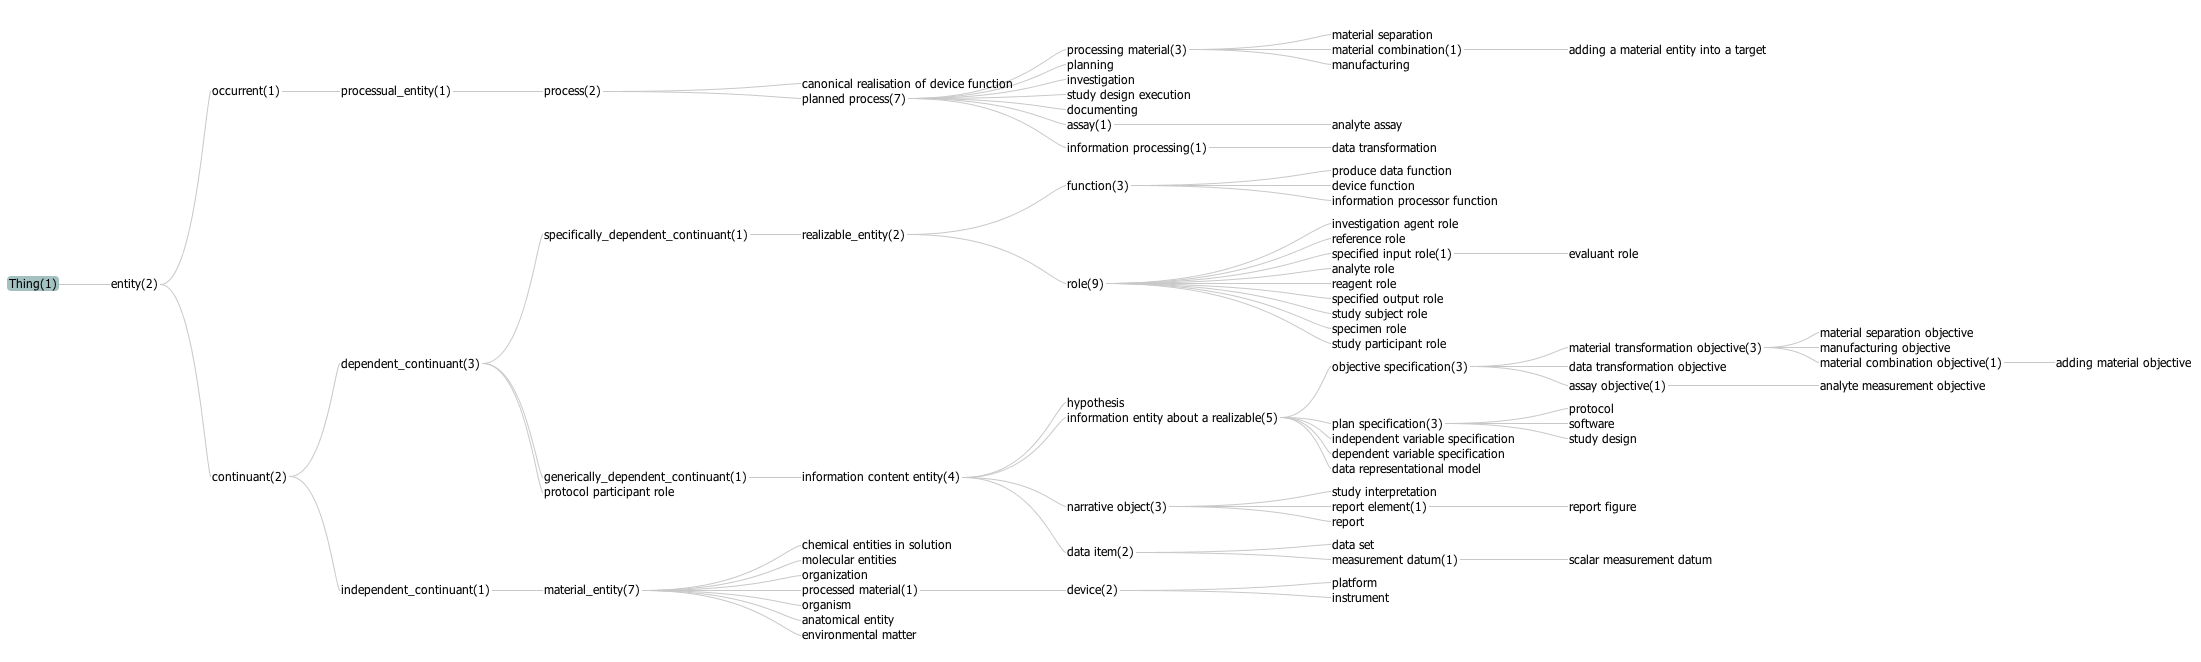 Thing(1)
entity(2)
occurrent(1)
processual_entity(1)
process(2)
canonical realisation of device function
planned process(7)
processing material(3)
material separation
material combination(1)
adding a material entity into a target
manufacturing
planning
investigation
study design execution
documenting
assay(1)
analyte assay
information processing(1)
data transformation
continuant(2)
dependent_continuant(3)
specifically_dependent_continuant(1)
realizable_entity(2)
function(3)
produce data function
device function
information processor function
role(9)
investigation agent role
reference role
specified input role(1)
evaluant role
analyte role
reagent role
specified output role
study subject role
specimen role
study participant role
generically_dependent_continuant(1)
information content entity(4)
hypothesis
information entity about a realizable(5)
objective specification(3)
material transformation objective(3)
material separation objective
manufacturing objective
material combination objective(1)
adding material objective
data transformation objective
assay objective(1)
analyte measurement objective
plan specification(3)
protocol
software
study design
independent variable specification
dependent variable specification
data representational model
narrative object(3)
study interpretation
report element(1)
report figure
report
data item(2)
data set
measurement datum(1)
scalar measurement datum
protocol participant role
independent_continuant(1)
material_entity(7)
chemical entities in solution
molecular entities
organization
processed material(1)
device(2)
platform
instrument
organism
anatomical entity
environmental matter